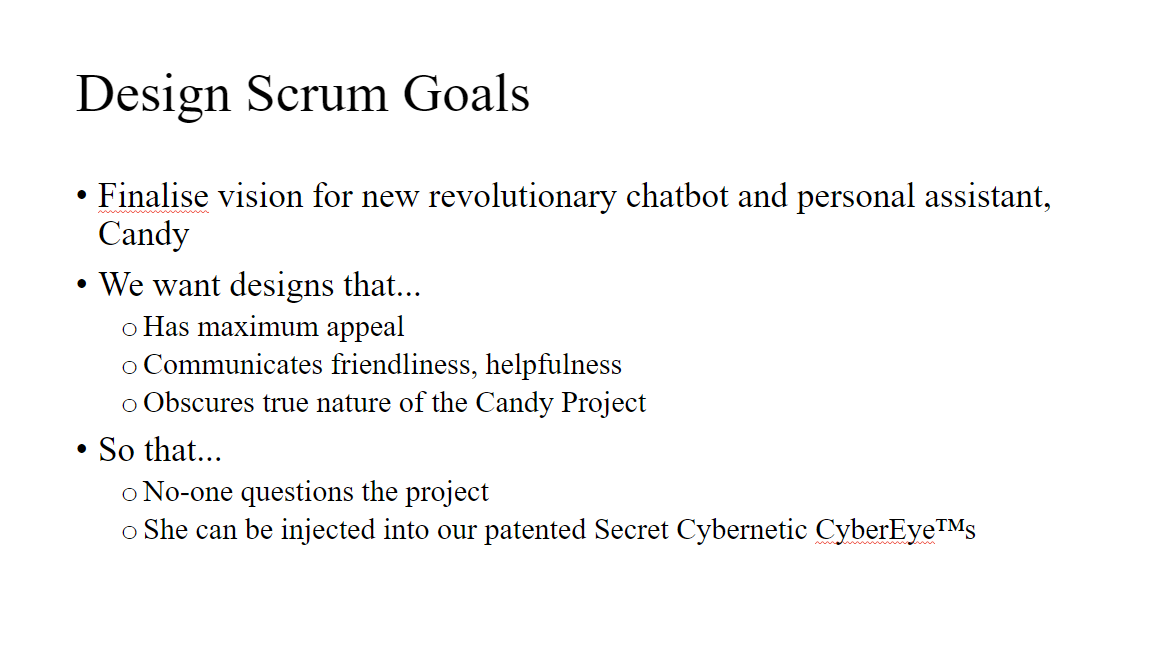 Design Scrum Goals
• Finalise vision for new revolutionary chatbot and personal assistant,
Candy
• We want designs that...
o Has maximum appeal
o Communicates friendliness, helpfulness
o Obscures true nature of the Candy Project
• So that...
o No-one questions the project
o She can be injected into our patented Secret Cybernetic CyberEye™s